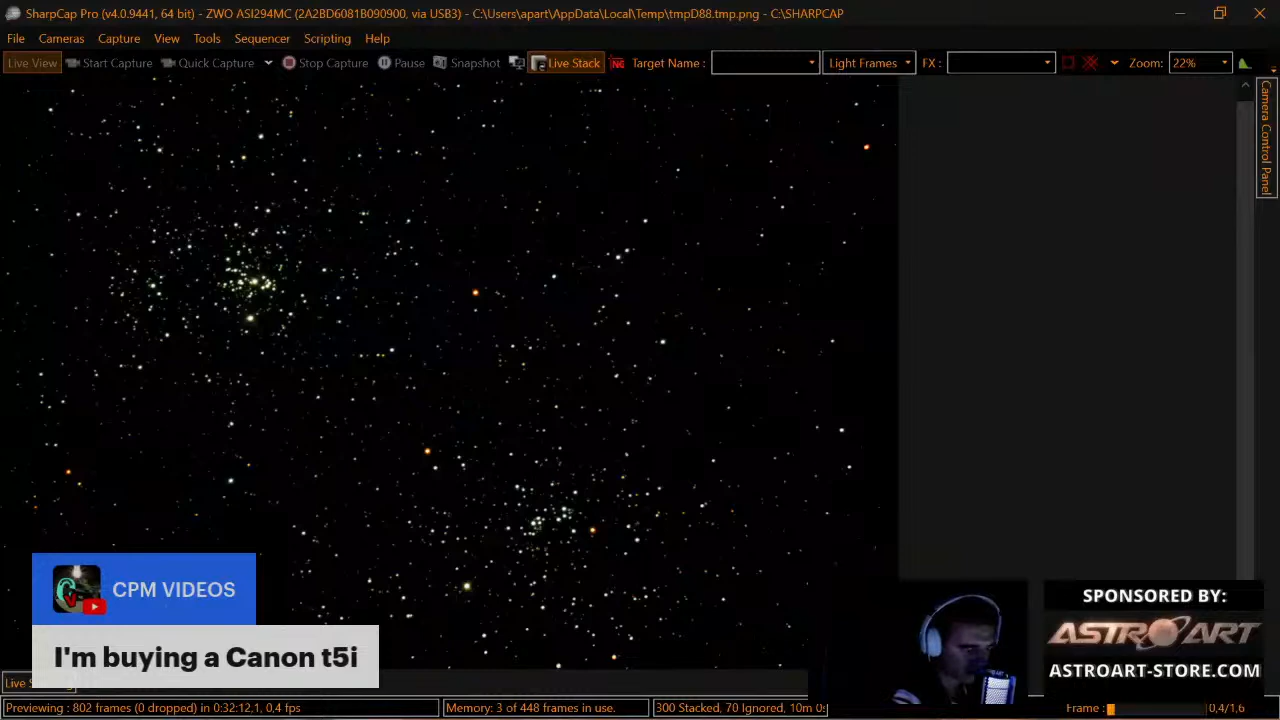 SharpCap Pro (v4.0.9441, 64 bit) - ZWO ASI294MC (2A2BD6081B090900, via USB3) - C:\Users\apart\AppData\Local\Temp\tmpD88.tmp.png - C:\SHARPCAP
File Cameras Capture View Tools Sequencer Scripting Help
Live View Start Capture Quick Capture Stop Capture Pause Snapshot Live Stack Target Name : Light Frames FX : Zoom: 22%
Camera Control Panel
CPM VIDEOS
I'm buying a Canon t5i
SPONSORED BY:
ASTROART
ASTROART-STORE.COM
Live
Previewing : 802 frames (0 dropped) in 0:32:12,1, 0.4 fps Memory: 3 of 448 frames in use. 300 Stacked, 70 Ignored, 10m 0s Frame: 0,4/1,6